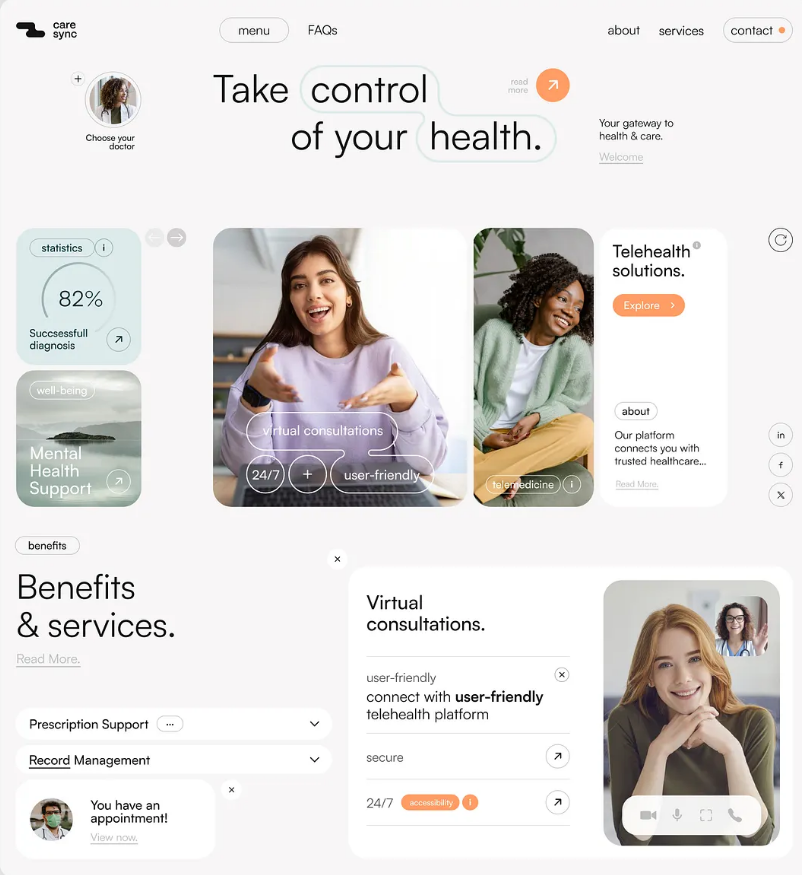 care
sync
menu
FAQs
about
services
contact
Choose your
doctor
Take control
of your health.
read
more
Your gateway to
health & care.
Welcome
statistics
i
82%
Succsessfull
diagnosis
well-being
Mental
Health
Support
virtual consultations
24/7
+
user-friendly
telemedicine
i
Telehealth
solutions.
i
Explore
about
Our platform
connects you with
trusted healthcare...
Read More.
in
f
X
benefits
Benefits
& services.
Read More.
Prescription Support
...
Record Management
You have an
appointment!
View now.
Virtual
consultations.
user-friendly
connect with user-friendly
telehealth platform
secure
24/7
accessibility
i